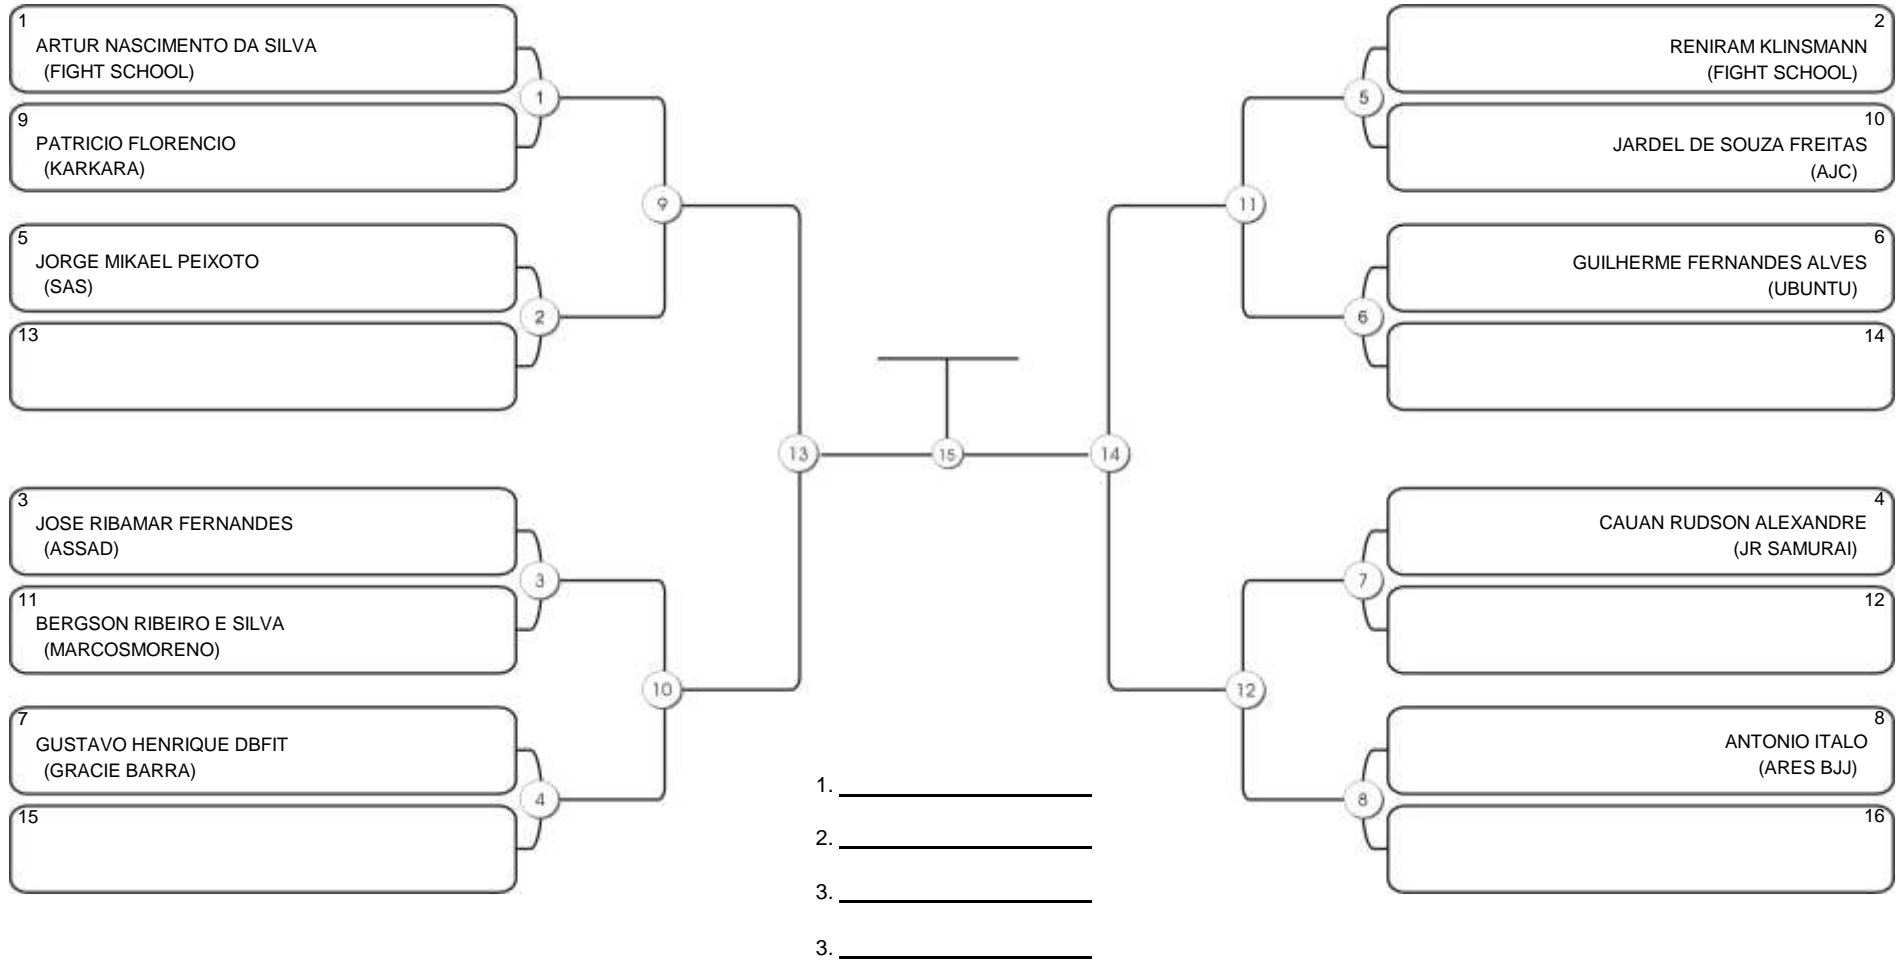 1
ARTUR NASCIMENTO DA SILVA
(FIGHT SCHOOL)
9
PATRICIO FLORENCIO
(KARKARA)
5
JORGE MIKAEL PEIXOTO
(SAS)
13
3
JOSE RIBAMAR FERNANDES
(ASSAD)
11
BERGSON RIBEIRO E SILVA
(MARCOSMORENO)
7
GUSTAVO HENRIQUE DBFIT
(GRACIE BARRA)
15
1
2
3
4
9
10
13
15
14
11
12
5
6
7
8
2
RENIRAM KLINSMANN
(FIGHT SCHOOL)
10
JARDEL DE SOUZA FREITAS
(AJC)
6
GUILHERME FERNANDES ALVES
(UBUNTU)
14
4
CAUAN RUDSON ALEXANDRE
(JR SAMURAI)
12
8
ANTONIO ITALO
(ARES BJJ)
16
1.
2.
3.
3.